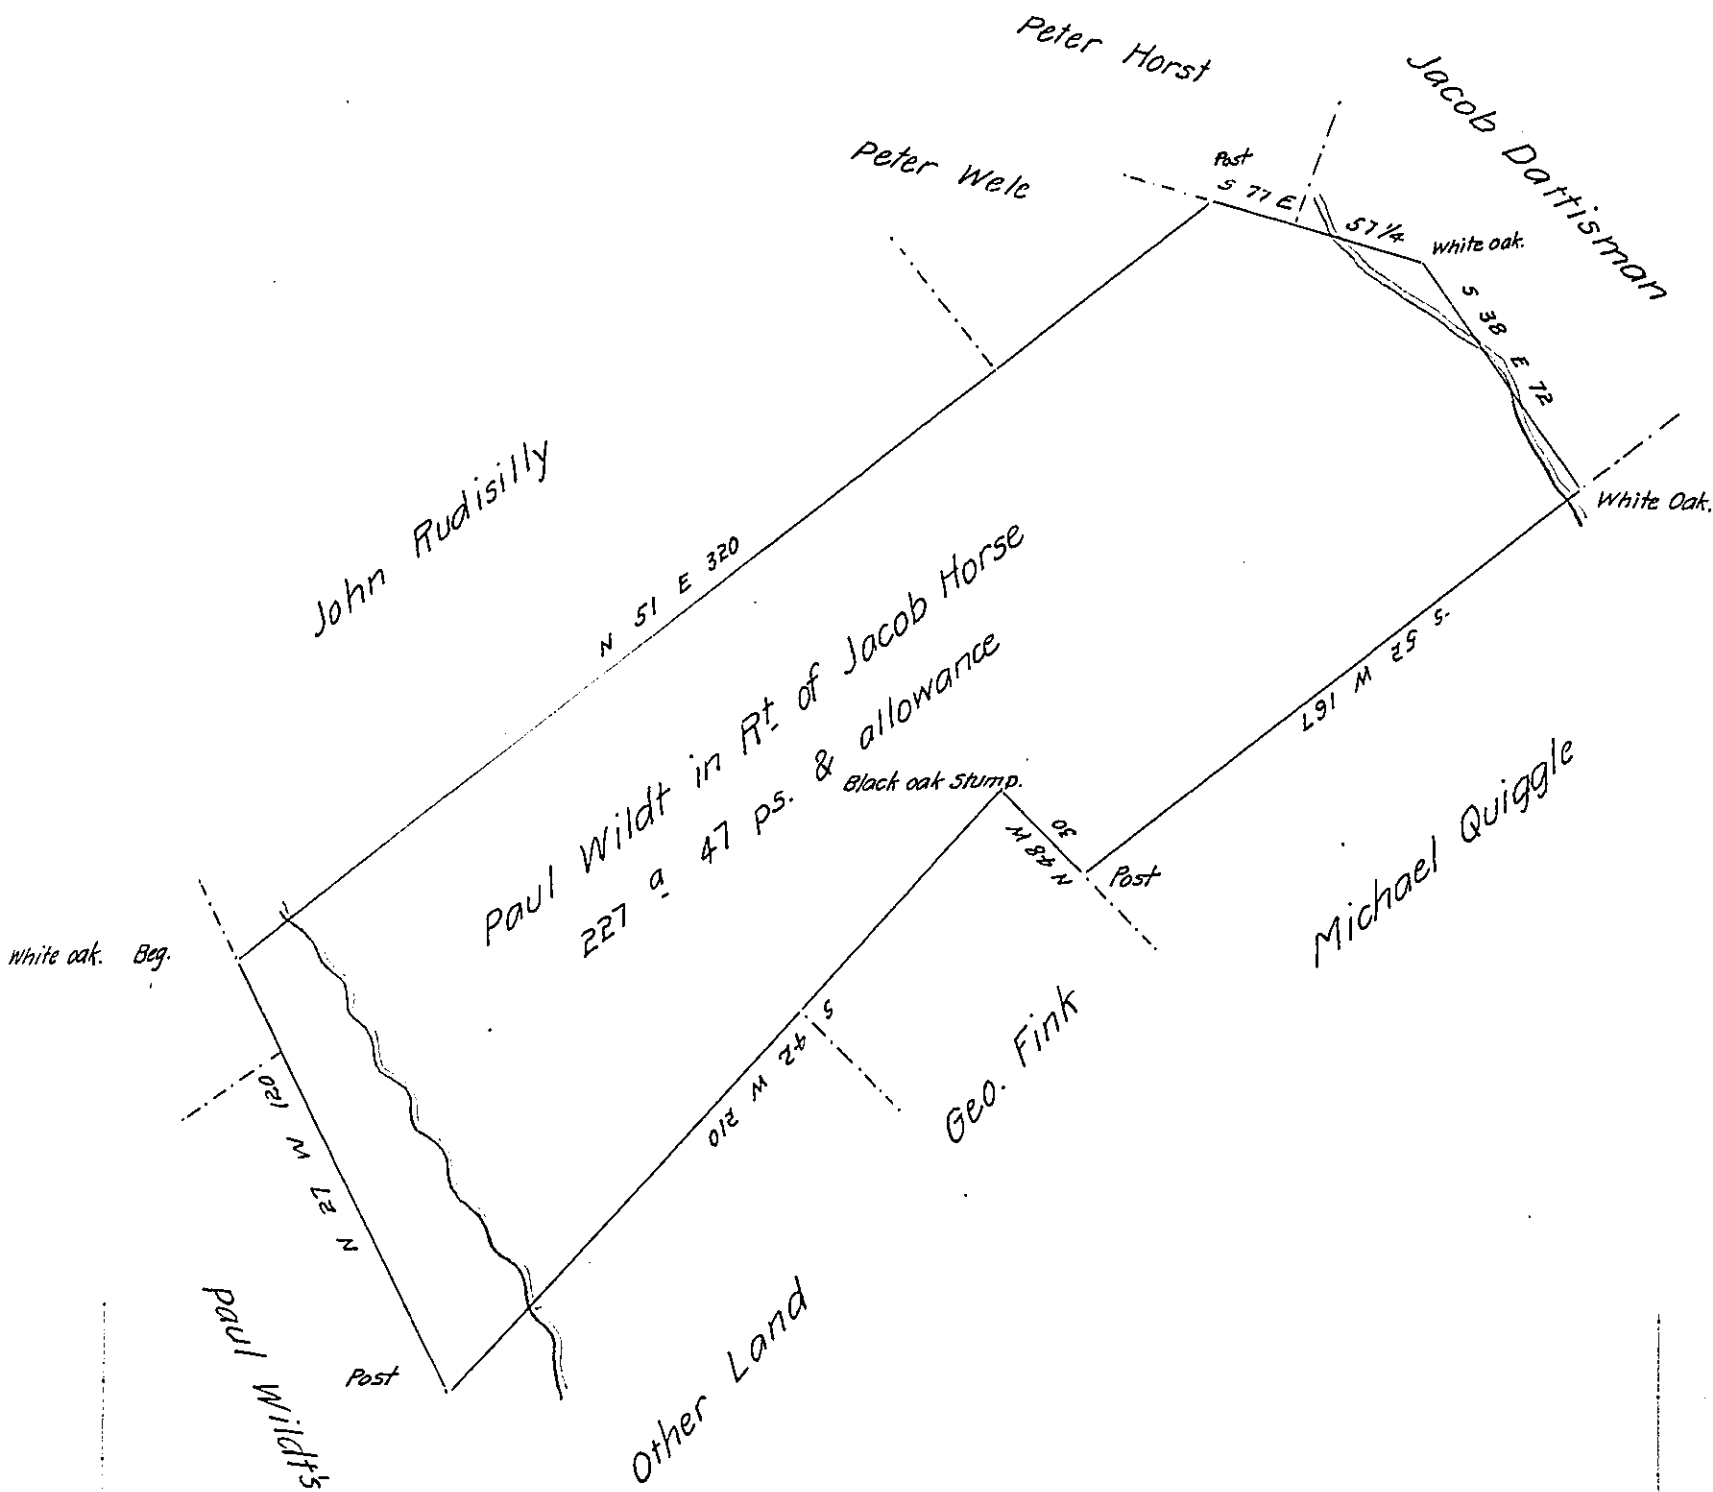 Peter Horst
Jacob Dattisman
Peter Welc
Post
S 77 E
57 1/4
White oak.
S 38 E 72
White Oak.
John Rudisilly
N 51 E 320
Paul Wildt in Rt. of Jacob Horse
227 a 47 ps. & allowance
S 52 W 167
Black oak Stump.
30
N 48 W
Post
Michael Quiggle
White oak. Beg.
S 42 W 210
Geo. Fink
N 27 W 120
Paul Wildt's
Post
Other Land